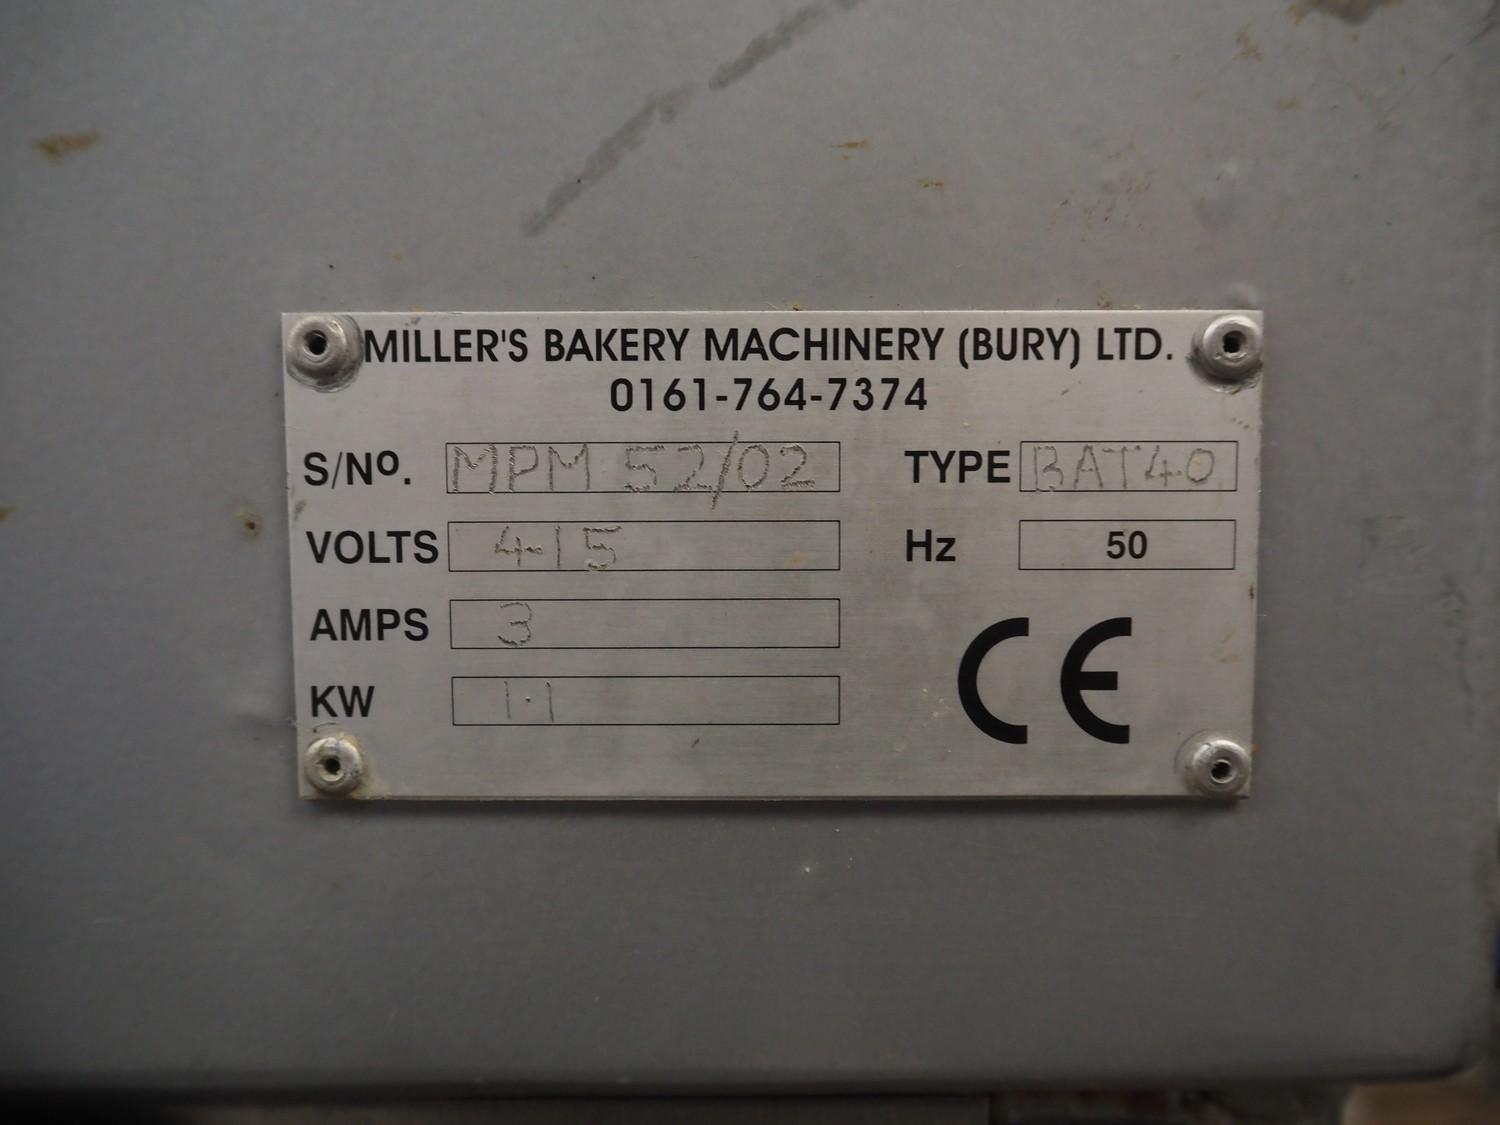 MILLER'S BAKERY MACHINERY (BURY) LTD.
0161-764-7374
S/Nº. MPM 52/02 TYPE BAT40
VOLTS 415 Hz 50
AMPS 3
KW 1·1
CE